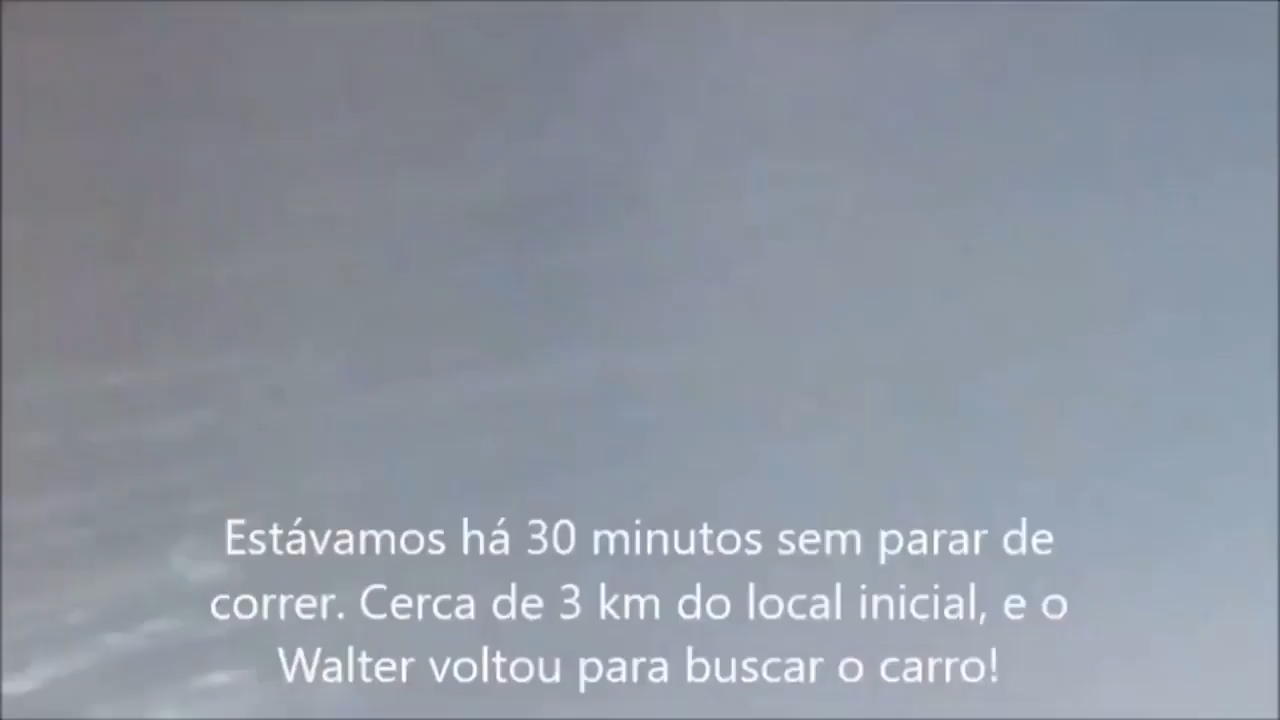 Estávamos há 30 minutos sem parar de
correr. Cerca de 3 km do local inicial, e o
Walter voltou para buscar o carro!